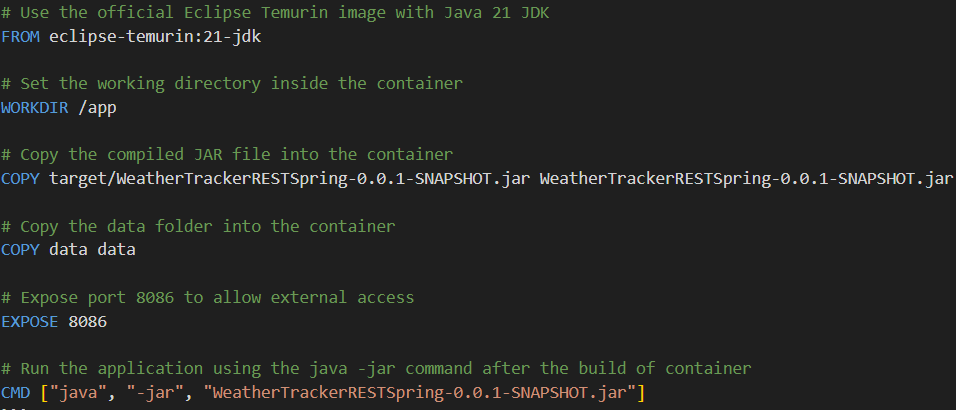 # Use the official Eclipse Temurin image with Java 21 JDK
FROM eclipse-temurin:21-jdk
# Set the working directory inside the container
WORKDIR /app
# Copy the compiled JAR file into the container
COPY target/WeatherTrackerRESTSpring-0.0.1-SNAPSHOT.jar WeatherTrackerRESTSpring-0.0.1-SNAPSHOT.jar
# Copy the data folder into the container
COPY data data
# Expose port 8086 to allow external access
EXPOSE 8086
# Run the application using the java -jar command after the build of container
CMD ["java", "-jar", "WeatherTrackerRESTSpring-0.0.1-SNAPSHOT.jar"]